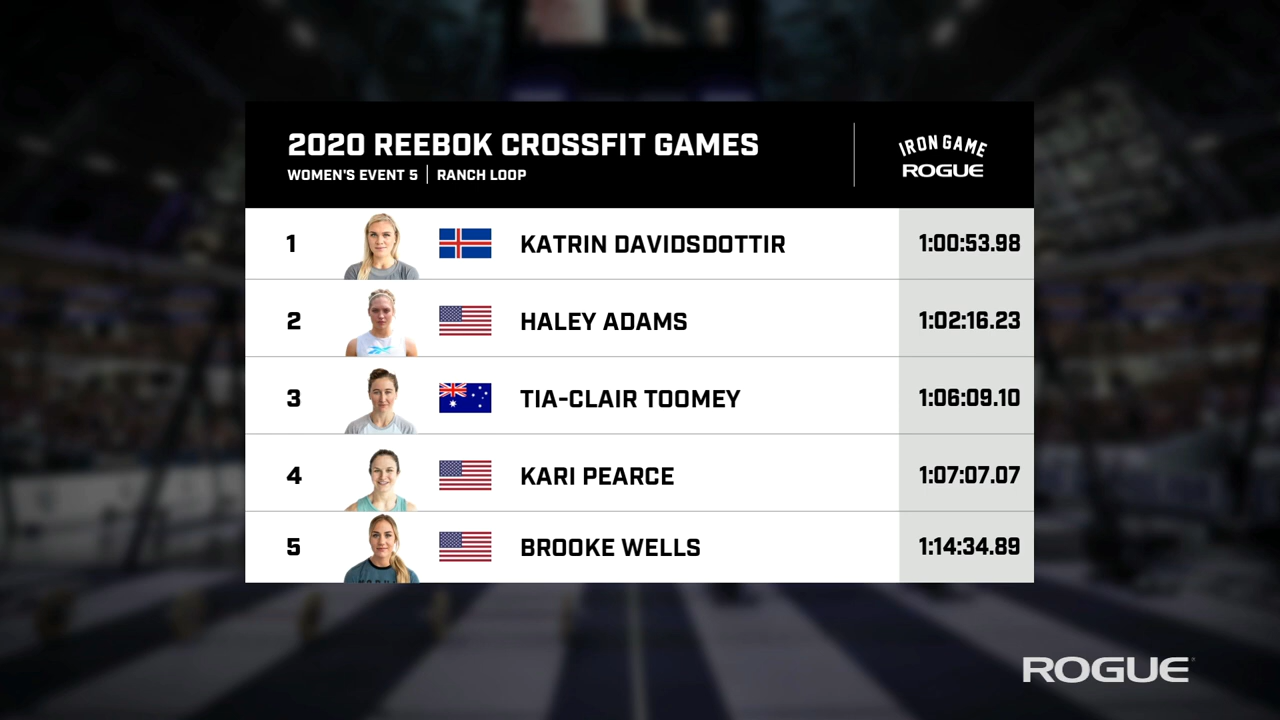 2020 REEBOK CROSSFIT GAMES
WOMEN'S EVENT 5 | RANCH LOOP
IRON GAME
ROGUE
1 KATRIN DAVIDSDOTTIR 1:00:53.98
2 HALEY ADAMS 1:02:16.23
3 TIA-CLAIR TOOMEY 1:06:09.10
4 KARI PEARCE 1:07:07.07
5 BROOKE WELLS 1:14:34.89
ROGUE